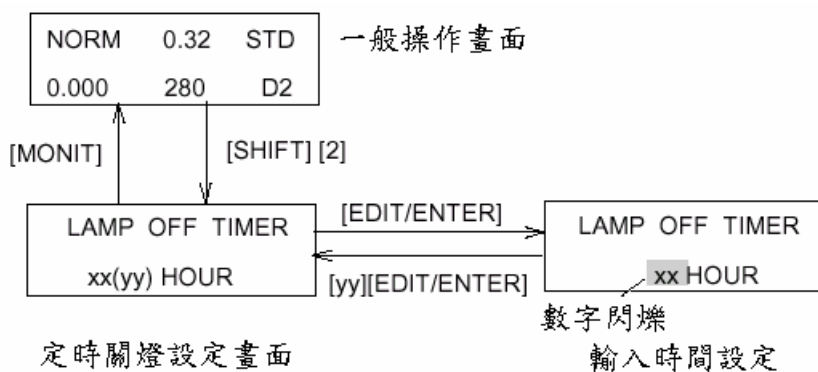 NORM 0.32 STD 一般操作畫面
0.000 280 D2
[MONIT] [SHIFT] [2]
LAMP OFF TIMER [EDIT/ENTER] LAMP OFF TIMER
xx(yy) HOUR [yy][EDIT/ENTER] xx HOUR
數字閃爍
定時關燈設定畫面 輸入時間設定